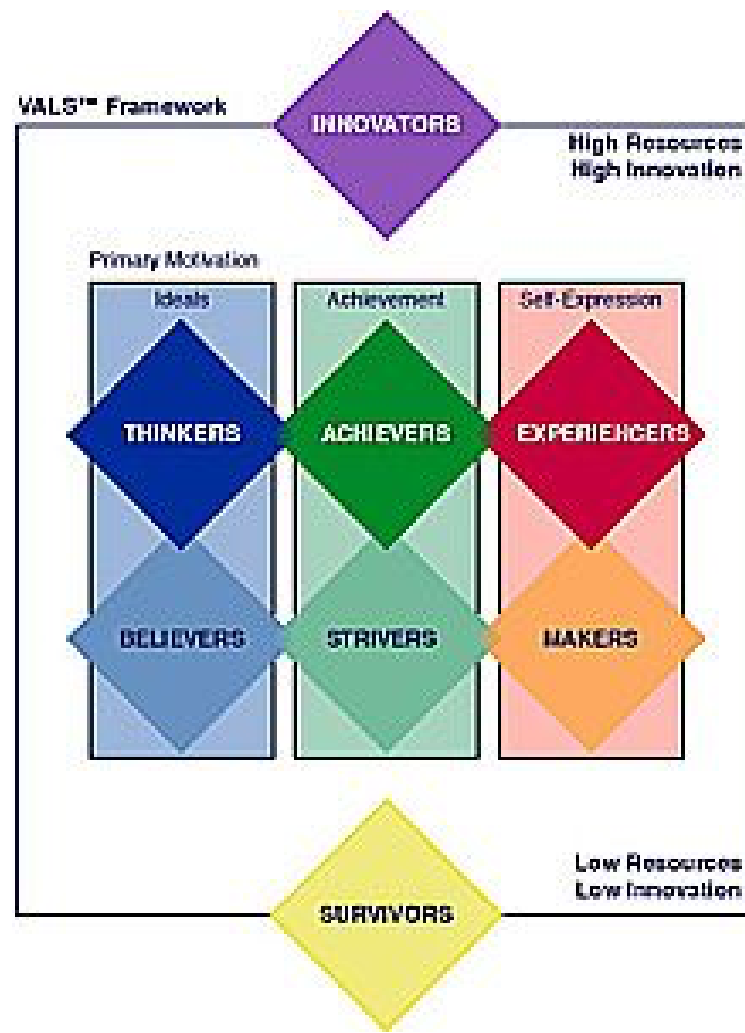 VALS™ Framework
INNOVATORS
High Resources
High Innovation
Primary Motivation
Ideals
Achievement
Self-Expression
THINKERS
ACHIEVERS
EXPERIENCERS
BELIEVERS
STRIVERS
MAKERS
Low Resources
Low Innovation
SURVIVORS